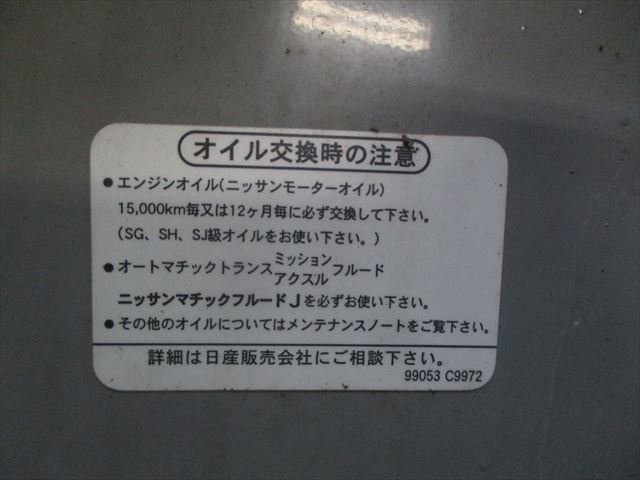 オイル交換時の注意
●エンジンオイル(ニッサンモーターオイル)
15,000km毎又は12ヶ月毎に必ず交換して下さい。
(SG、SH、SJ級オイルをお使い下さい。)
●オートマチックトランスミッション
アクスルフルード
ニッサンマチックフルードJを必ずお使い下さい。
●その他のオイルについてはメンテナンスノートをご覧下さい。
詳細は日産販売会社にご相談下さい。
99053 C9972